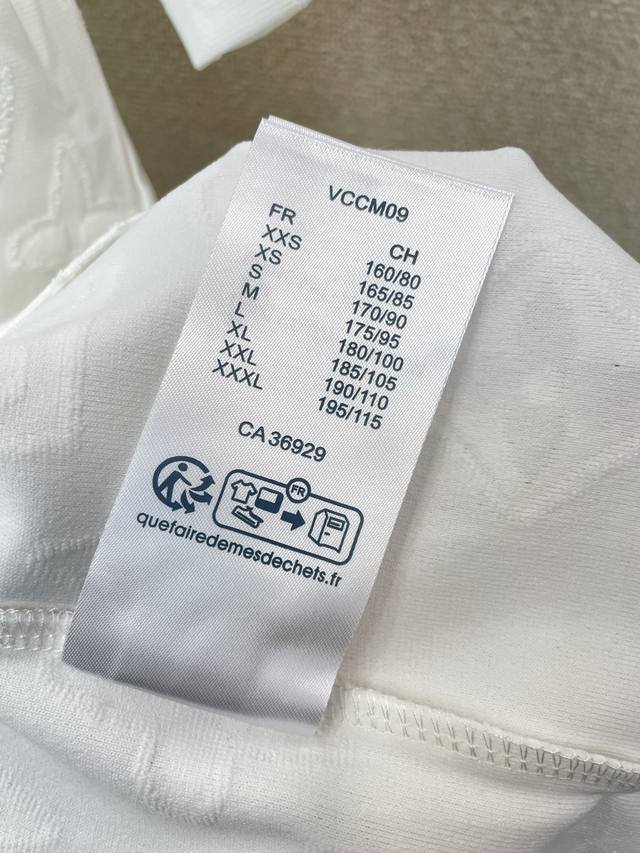 VCCM09
FR CH
XXS 160/80
XS 165/85
S 170/90
M 175/95
L 180/100
XL 185/105
XXL 190/110
XXXL 195/115
CA 36929
FR
quefairedemesdechets.fr